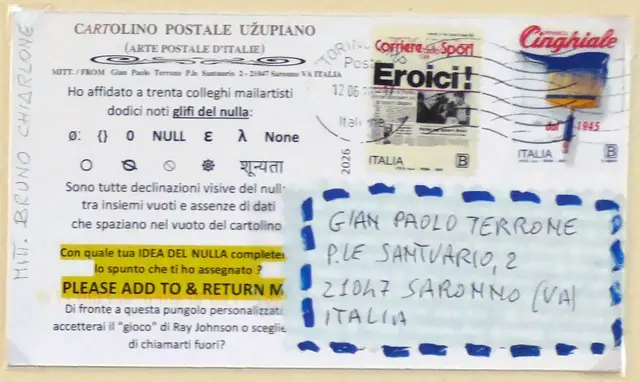 CARTOLINO POSTALE UŽUPIANO
(ARTE POSTALE D'ITALIE)
MITT. / FROM Gian Paolo Terrone P.le Santuario 2 - 21047 Saronno VA ITALIA
Ho affidato a trenta colleghi mailartisti
dodici noti glifi del nulla:
ø: {} 0 NULL ε λ None
शून्यता
Sono tutte declinazioni visive del null
tra insiemi vuoti e assenze di dati
che spaziano nel vuoto del cartolino
Con quale tua IDEA DEL NULLA complete
lo spunto che ti ho assegnato ?
PLEASE ADD TO & RETURN M
Di fronte a questa pungolo personalizzat
accetterai il "gioco" di Ray Johnson o sceglie
di chiamarti fuori?
MITT. BRUNO CHIARLONE
TORINO
Post
12 06
Ital
2026
Corriere dello Sport
Eroici!
ITALIA B
Cinghiale
dal 1945
ITALIA B
GIAN PAOLO TERRONE
P.LE SANTUARIO, 2
21047 SARONNO (VA)
ITALIA